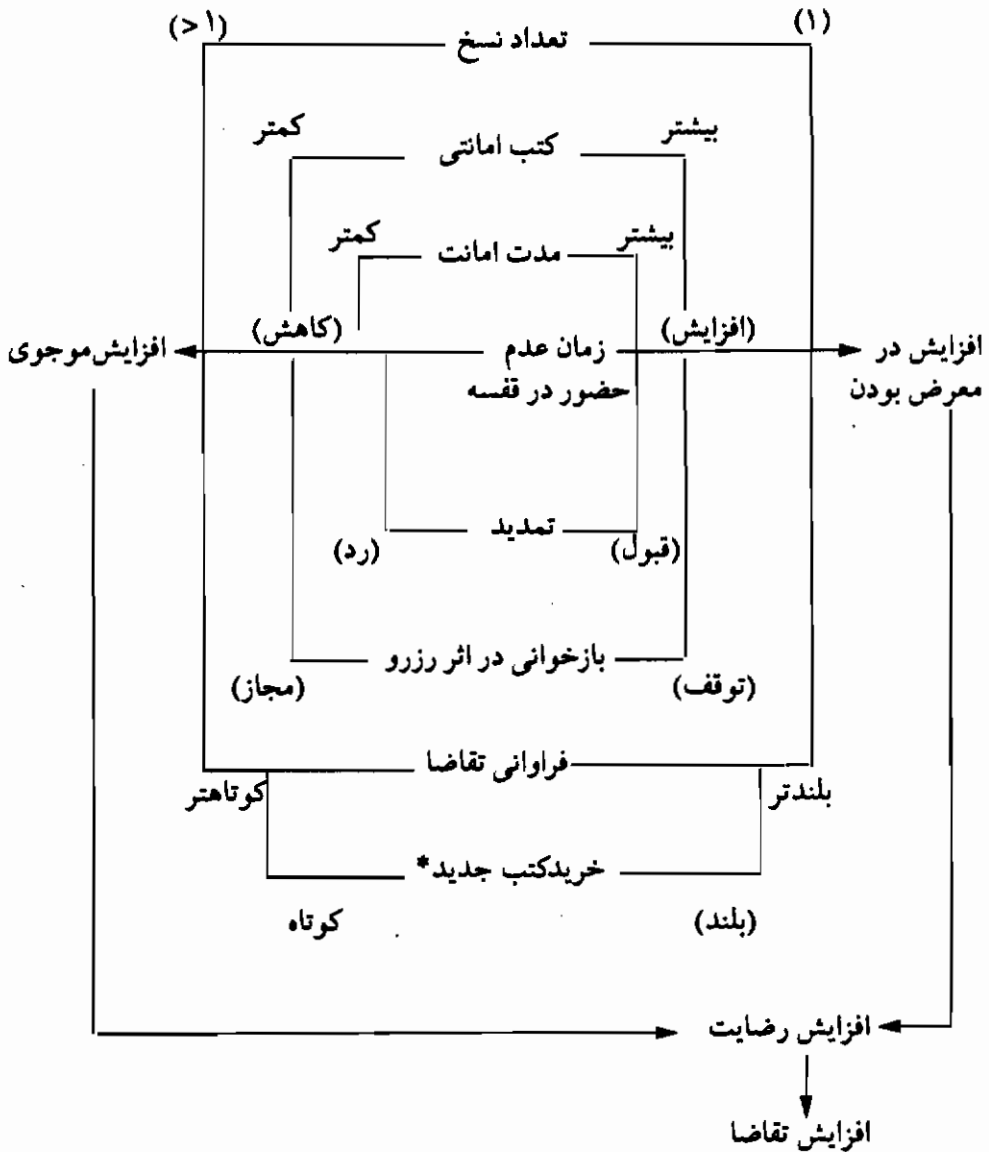 (۱) (۱<)
تعداد نسخ
بیشتر کمتر
کتب امانتی
بیشتر کمتر
مدت امانت
(افزایش) (کاهش)
افزایش در زمان عدم افزایش موجوی
معرض بودن حضور در قفسه
تمدید
(قبول) (رد)
بازخوانی در اثر رزرو
(توقف) (مجاز)
فراوانی تقاضا
بلندتر کوتاهتر
خرید کتب جدید*
(بلند) کوتاه
افزایش رضایت
افزایش تقاضا